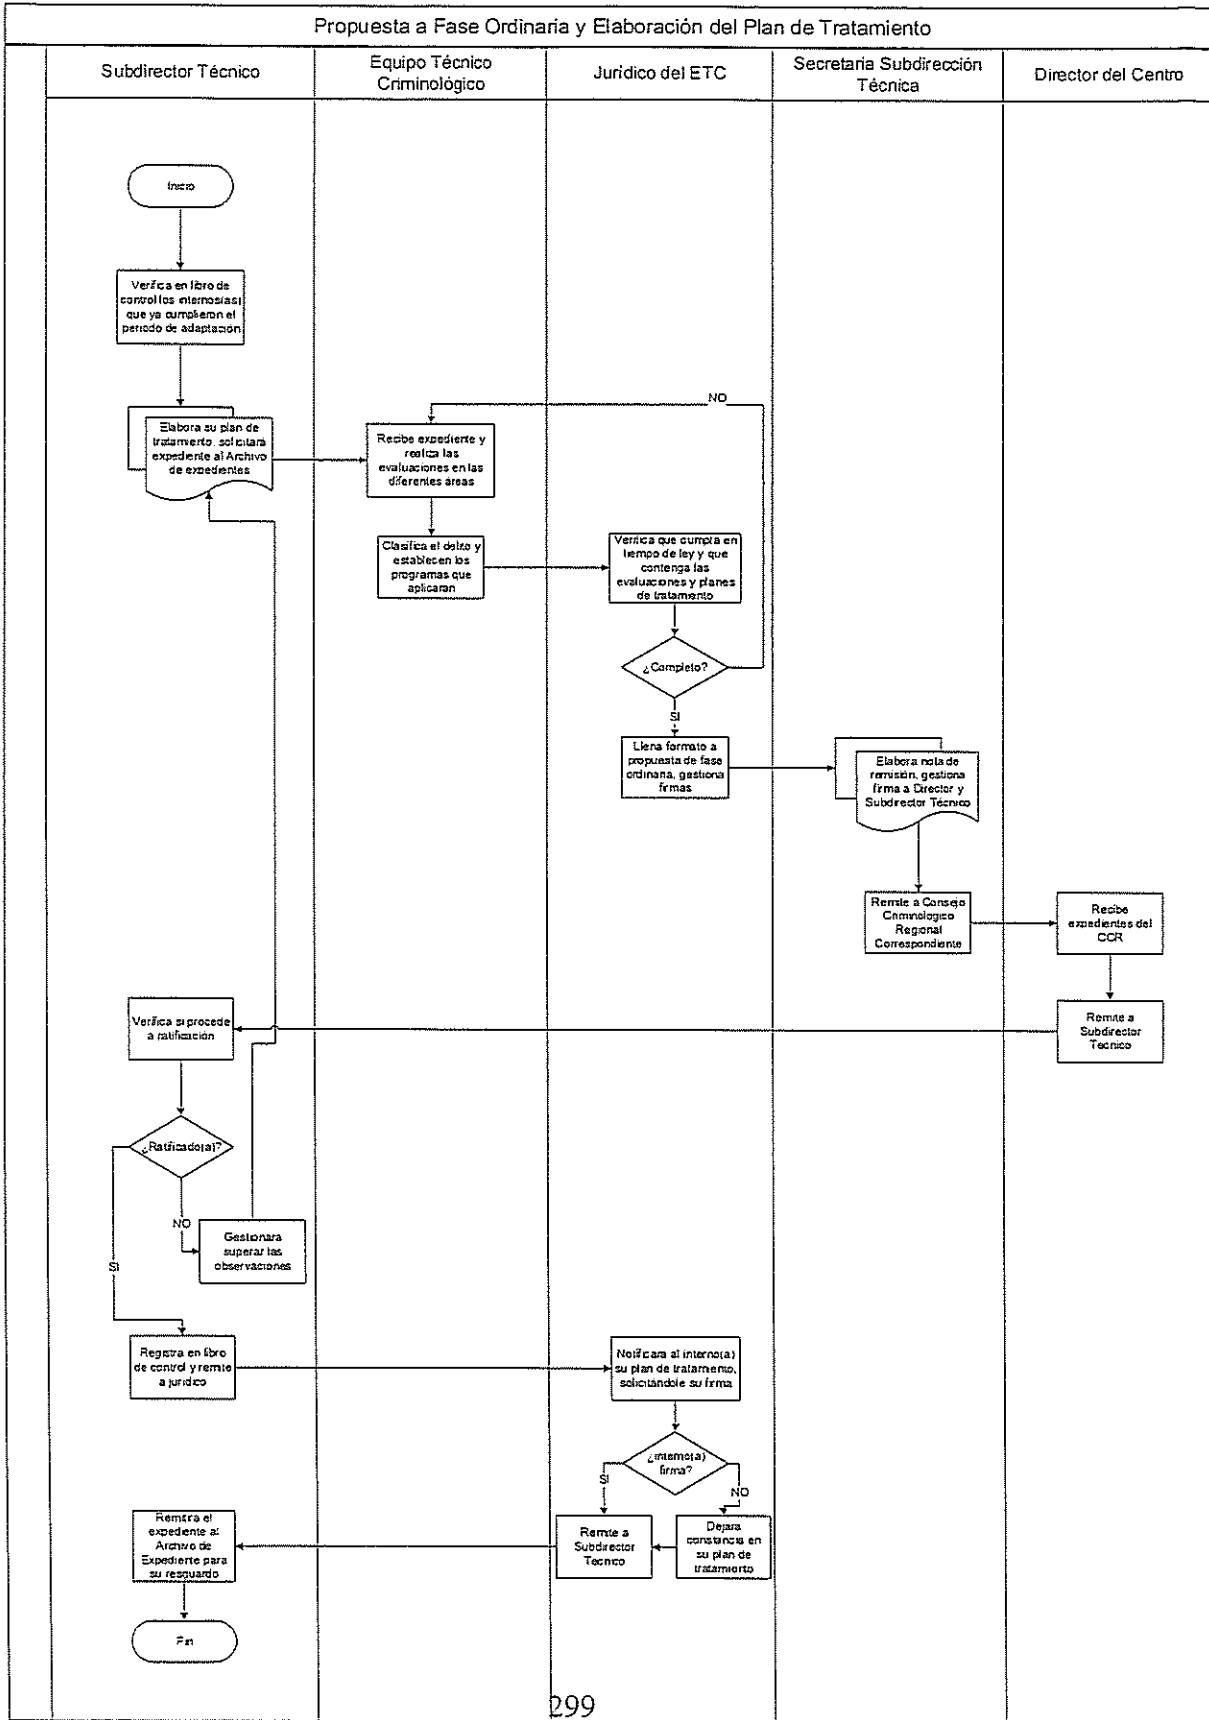 Propuesta a Fase Ordinaria y Elaboración del Plan de Tratamiento
Subdirector Técnico
Equipo Técnico
Criminológico
Jurídico del ETC
Secretaria Subdirección
Técnica
Director del Centro
Inicio
Verifica en libro de
control los internos(as)
que ya cumplieron el
periodo de adaptación
Elabora su plan de
tratamiento, solicitará
expediente al Archivo
de expedientes
Recibe expediente y
realiza las
evaluaciones en las
diferentes áreas
NO
Clasifica el delito y
establecen los
programas que
aplicaran
Verifica que cumpla en
tiempo de ley y que
contenga las
evaluaciones y planes
de tratamiento
¿Completo?
SI
Llena formato a
propuesta de fase
ordinaria, gestiona
firmas
Elabora nota de
remisión, gestiona
firma a Director y
Subdirector Técnico
Remite a Consejo
Criminologico
Regional
Correspondiente
Recibe
expedientes del
CCR
Remite a
Subdirector
Tecnico
Verifica si procede
a ratificación
¿Ratificado(a)?
NO
SI
Gestionara
superar las
observaciones
Registra en libro
de control y remite
a jurídico
Notificara al interno(a)
su plan de tratamiento,
solicitándole su firma
¿Interno(a)
firma?
SI
NO
Remite a
Subdirector
Tecnico
Dejara
constancia en
su plan de
tratamiento
Remitira el
expediente al
Archivo de
Expediente para
su resguardo
Fin
299